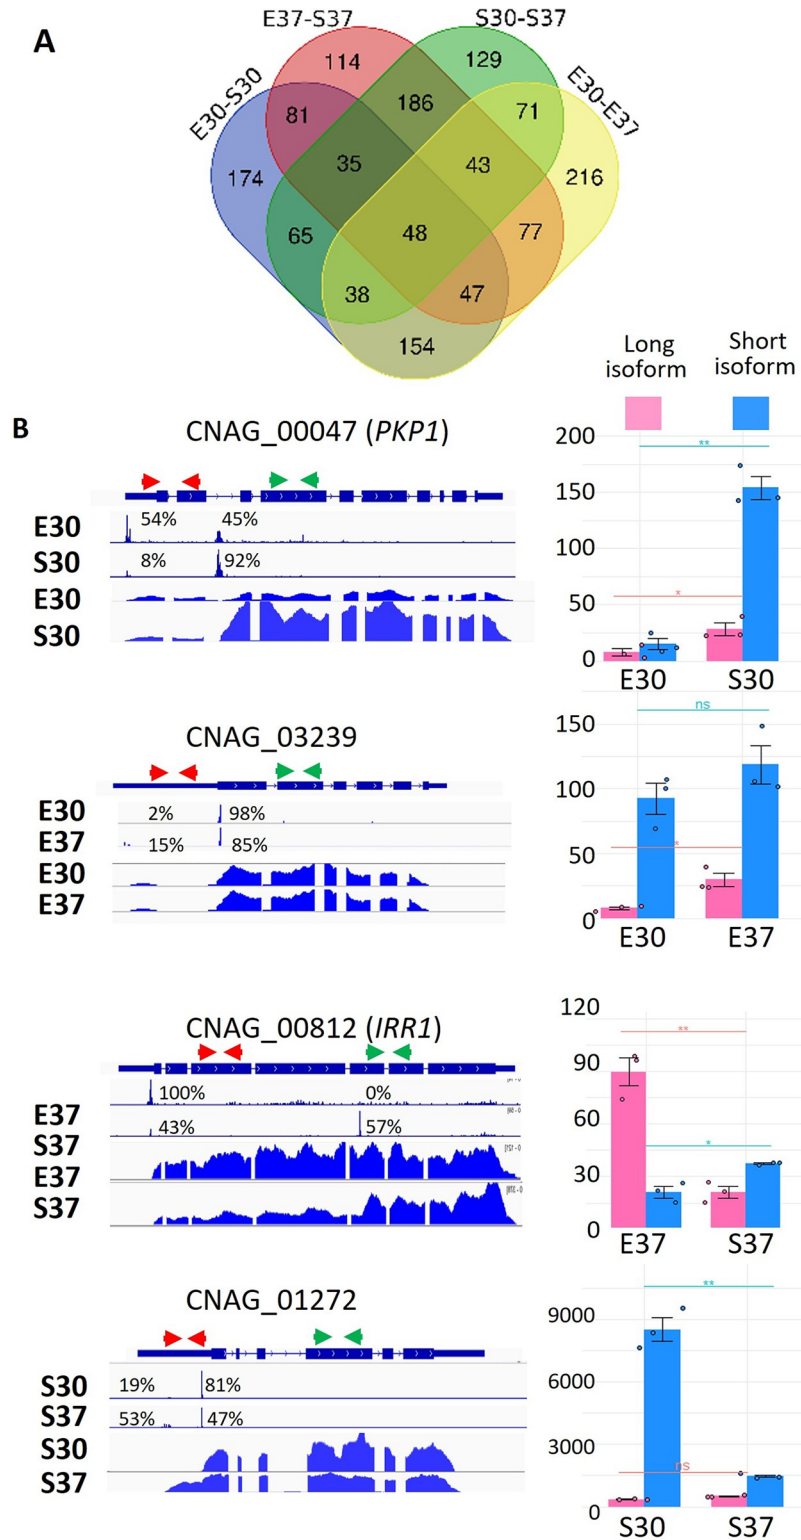 A
E37-S37
S30-S37
E30-S30
E30-E37
114
129
81
186
71
174
35
43
216
65
48
77
38
47
154
Long isoform
Short isoform
B
CNAG_00047 (PKP1)
E30
54% 45%
S30
8% 92%
E30
S30
200
150
100
50
0
**
*
E30 S30
CNAG_03239
E30
2% 98%
E37
15% 85%
E30
E37
150
100
50
0
ns
*
E30 E37
CNAG_00812 (IRR1)
100% 0%
E37
43% 57%
S37
E37
S37
120
90
60
30
0
**
*
E37 S37
CNAG_01272
S30
19% 81%
S37
53% 47%
S30
S37
9000
6000
3000
0
**
ns
S30 S37